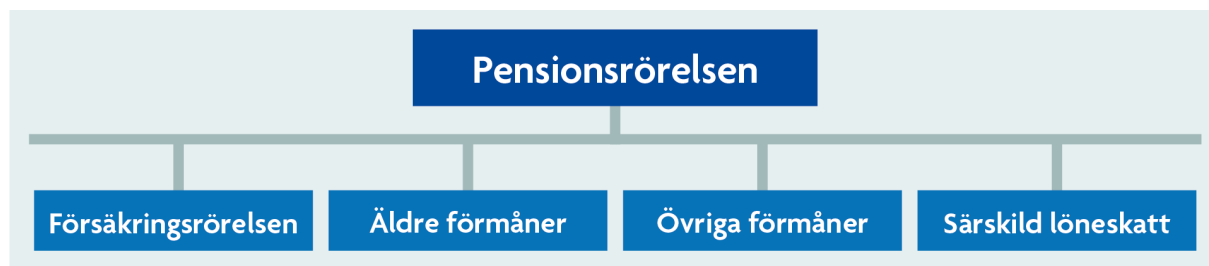 Pensionsrörelsen
Försäkringsrörelsen
Äldre förmåner
Övriga förmåner
Särskild löneskatt